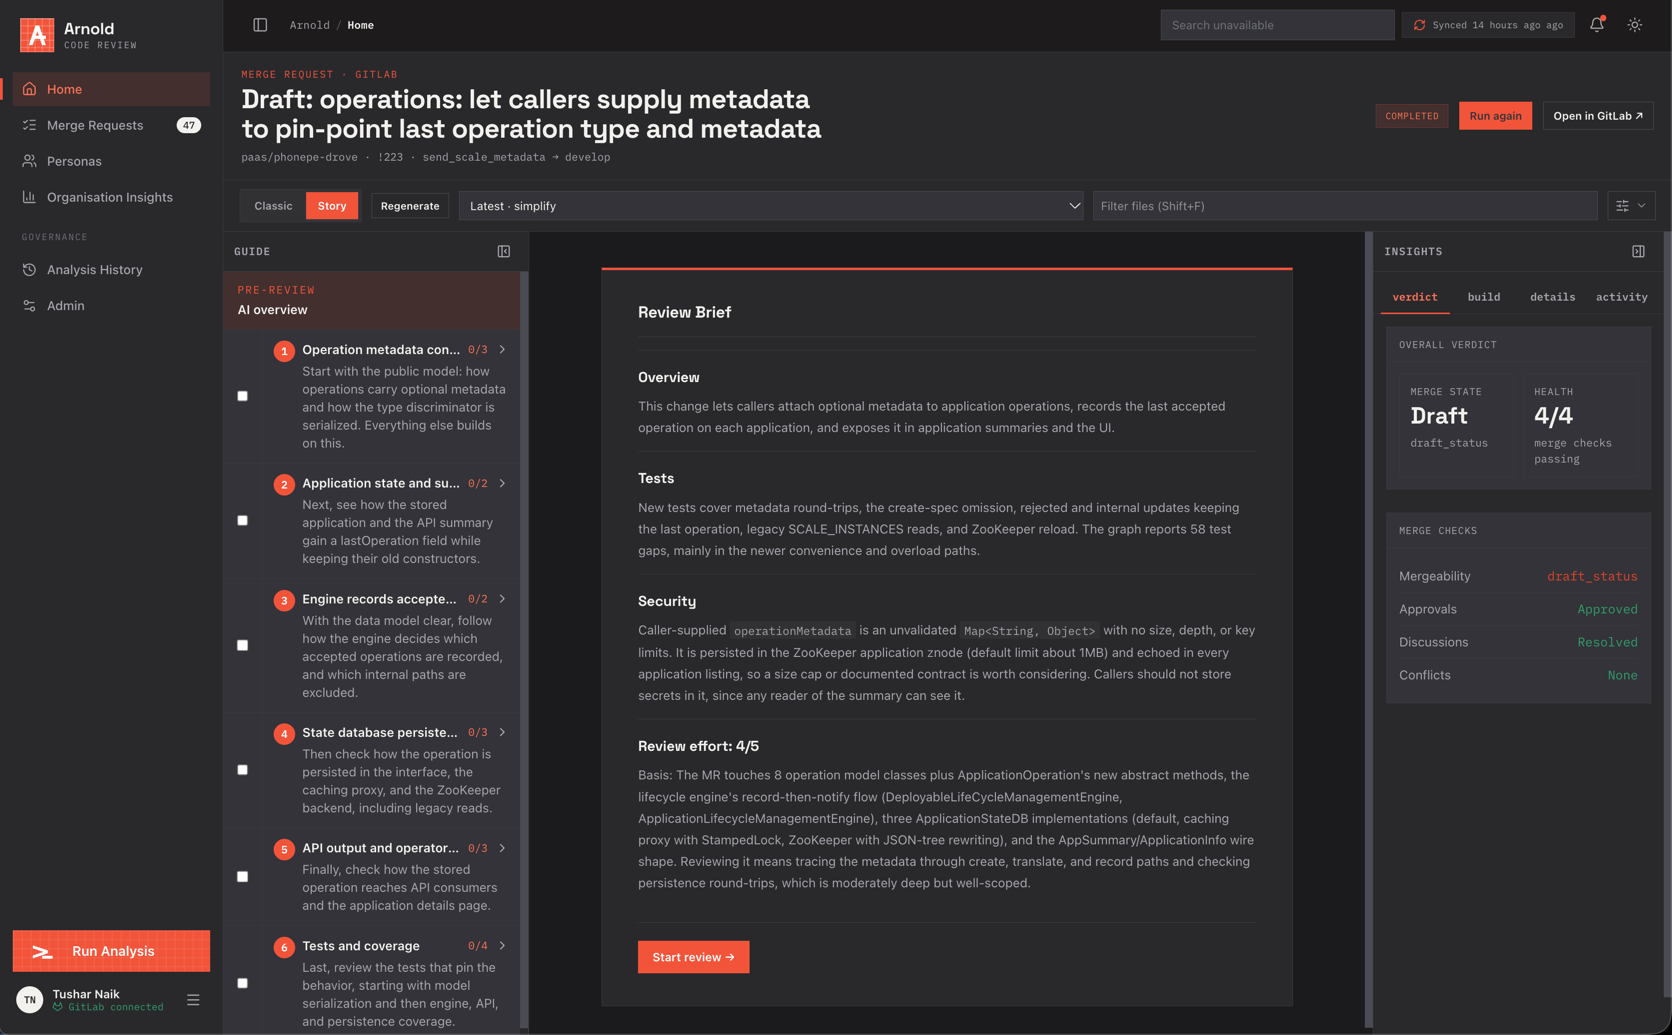 Arnold
CODE REVIEW
Home
Merge Requests
47
Personas
Organisation Insights
GOVERNANCE
Analysis History
Admin
Run Analysis
TN
Tushar Naik
GitLab connected
Arnold / Home
Search unavailable
Synced 14 hours ago ago
MERGE REQUEST · GITLAB
Draft: operations: let callers supply metadata
to pin-point last operation type and metadata
paas/phonepe-drove · !223 · send_scale_metadata → develop
COMPLETED
Run again
Open in GitLab ↗
Classic
Story
Regenerate
Latest · simplify
Filter files (Shift+F)
GUIDE
PRE-REVIEW
AI overview
1
Operation metadata con... 0/3
Start with the public model: how
operations carry optional metadata
and how the type discriminator is
serialized. Everything else builds
on this.
2
Application state and su... 0/2
Next, see how the stored
application and the API summary
gain a lastOperation field while
keeping their old constructors.
3
Engine records accepte... 0/2
With the data model clear, follow
how the engine decides which
accepted operations are recorded,
and which internal paths are
excluded.
4
State database persiste... 0/3
Then check how the operation is
persisted in the interface, the
caching proxy, and the ZooKeeper
backend, including legacy reads.
5
API output and operator... 0/3
Finally, check how the stored
operation reaches API consumers
and the application details page.
6
Tests and coverage 0/4
Last, review the tests that pin the
behavior, starting with model
serialization and then engine, API,
and persistence coverage.
Review Brief
Overview
This change lets callers attach optional metadata to application operations, records the last accepted
operation on each application, and exposes it in application summaries and the UI.
Tests
New tests cover metadata round-trips, the create-spec omission, rejected and internal updates keeping
the last operation, legacy SCALE_INSTANCES reads, and ZooKeeper reload. The graph reports 58 test
gaps, mainly in the newer convenience and overload paths.
Security
Caller-supplied operationMetadata is an unvalidated Map<String, Object> with no size, depth, or key
limits. It is persisted in the ZooKeeper application znode (default limit about 1MB) and echoed in every
application listing, so a size cap or documented contract is worth considering. Callers should not store
secrets in it, since any reader of the summary can see it.
Review effort: 4/5
Basis: The MR touches 8 operation model classes plus ApplicationOperation's new abstract methods, the
lifecycle engine's record-then-notify flow (DeployableLifeCycleManagementEngine,
ApplicationLifecycleManagementEngine), three ApplicationStateDB implementations (default, caching
proxy with StampedLock, ZooKeeper with JSON-tree rewriting), and the AppSummary/ApplicationInfo wire
shape. Reviewing it means tracing the metadata through create, translate, and record paths and checking
persistence round-trips, which is moderately deep but well-scoped.
Start review →
INSIGHTS
verdict build details activity
OVERALL VERDICT
MERGE STATE
Draft
draft_status
HEALTH
4/4
merge checks
passing
MERGE CHECKS
Mergeability draft_status
Approvals Approved
Discussions Resolved
Conflicts None